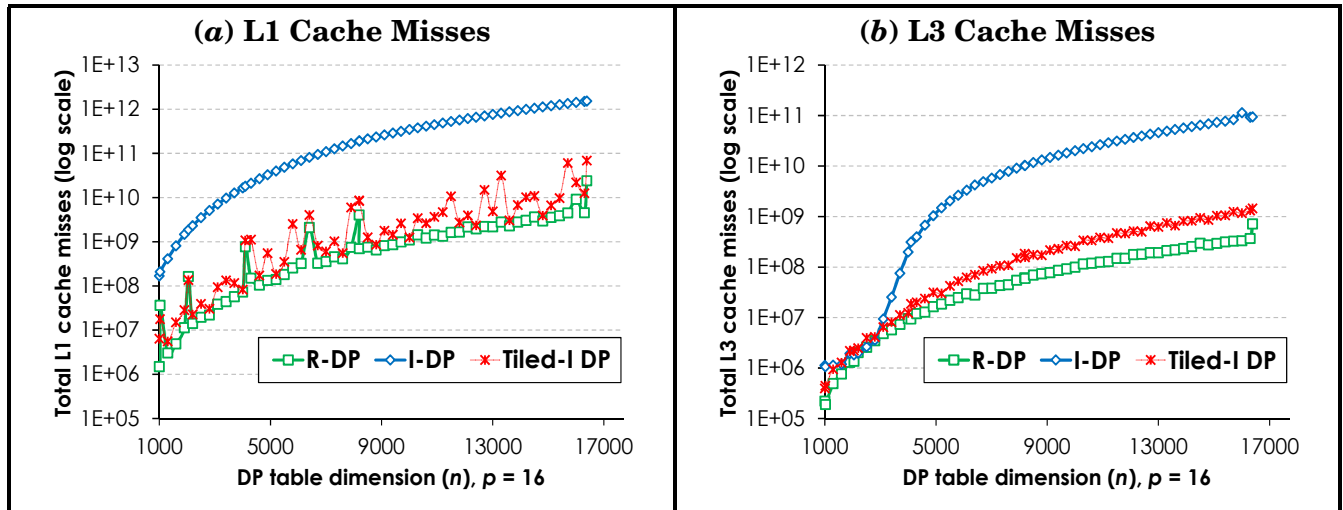 (a) L1 Cache Misses
Total L1 cache misses (log scale)
1E+13
1E+12
1E+11
1E+10
1E+09
1E+08
1E+07
1E+06
1E+05
R-DP I-DP Tiled-I DP
1000 5000 9000 13000 17000
DP table dimension (n), p = 16
(b) L3 Cache Misses
Total L3 cache misses (log scale)
1E+12
1E+11
1E+10
1E+09
1E+08
1E+07
1E+06
1E+05
R-DP I-DP Tiled-I DP
1000 5000 9000 13000 17000
DP table dimension (n), p = 16